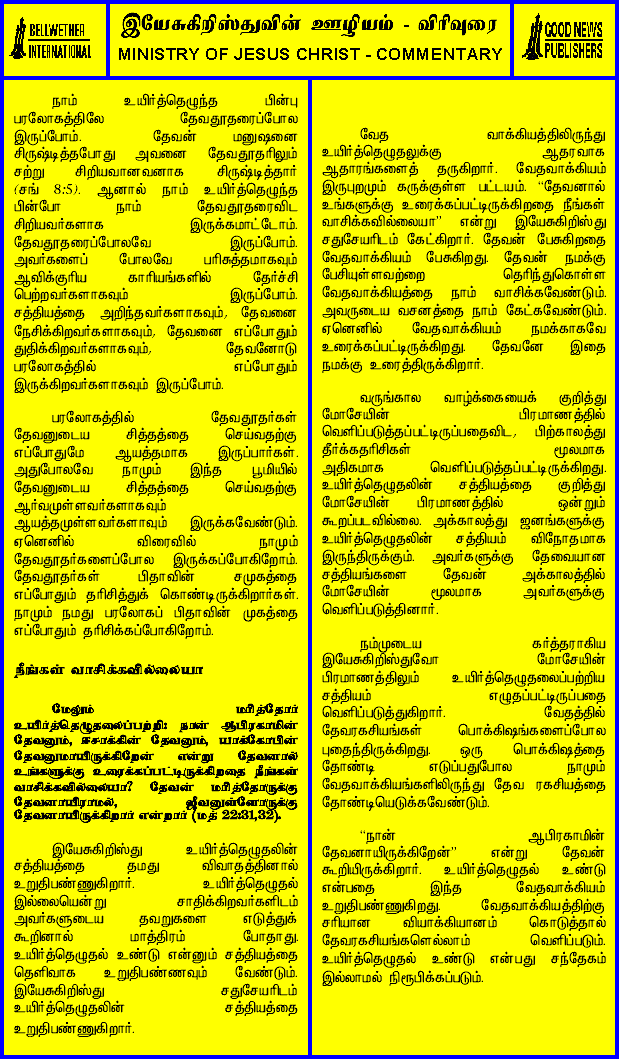 BELLWETHER
INTERNATIONAL
இயேசுகிறிஸ்துவின் ஊழியம் - விரிவுரை
MINISTRY OF JESUS CHRIST - COMMENTARY
GOOD NEWS
PUBLISHERS
நாம் உயிர்த்தெழுந்த பின்பு
பரலோகத்திலே தேவதூதரைப்போல
இருப்போம். தேவன் மனுஷனை
சிருஷ்டித்தபோது அவனை தேவதூதரிலும்
சற்று சிறியவானவனாக சிருஷ்டித்தார்
(சங் 8:5). ஆனால் நாம் உயிர்த்தெழுந்த
பின்போ நாம் தேவதூதரைவிட
சிறியவர்களாக இருக்கமாட்டோம்.
தேவதூதரைப்போலவே இருப்போம்.
அவர்களைப் போலவே பரிசுத்தமாகவும்
ஆவிக்குரிய காரியங்களில் தேர்ச்சி
பெற்றவர்களாகவும் இருப்போம்.
சத்தியத்தை அறிந்தவர்களாகவும், தேவனை
நேசிக்கிறவர்களாகவும், தேவனை எப்போதும்
துதிக்கிறவர்களாகவும், தேவனோடு
பரலோகத்தில் எப்போதும்
இருக்கிறவர்களாகவும் இருப்போம்.
பரலோகத்தில் தேவதூதர்கள்
தேவனுடைய சித்தத்தை செய்வதற்கு
எப்போதுமே ஆயத்தமாக இருப்பார்கள்.
அதுபோலவே நாமும் இந்த பூமியில்
தேவனுடைய சித்தத்தை செய்வதற்கு
ஆர்வமுள்ளவர்களாகவும்
ஆயத்தமுள்ளவர்களாவும் இருக்கவேண்டும்.
ஏனெனில் விரைவில் நாமும்
தேவதூதர்களைப்போல இருக்கப்போகிறோம்.
தேவதூதர்கள் பிதாவின் சமுகத்தை
எப்போதும் தரிசித்துக் கொண்டிருக்கிறார்கள்.
நாமும் நமது பரலோகப் பிதாவின் முகத்தை
எப்போதும் தரிசிக்கப்போகிறோம்.
நீங்கள் வாசிக்கவில்லையா
மேலும் மரித்தோர்
உயிர்த்தெழுதலைப்பற்றி: நான் ஆபிரகாமின்
தேவனும், ஈசாக்கின் தேவனும், யாக்கோபின்
தேவனுமாயிருக்கிறேன் என்று தேவனால்
உங்களுக்கு உரைக்கப்பட்டிருக்கிறதை நீங்கள்
வாசிக்கவில்லையா? தேவன் மரித்தோருக்கு
தேவனாயிராமல், ஜீவனுள்ளோருக்கு
தேவனாயிருக்கிறார் என்றார் (மத் 22:31,32).
இயேசுகிறிஸ்து உயிர்த்தெழுதலின்
சத்தியத்தை தமது விவாதத்தினால்
உறுதிபண்ணுகிறார். உயிர்த்தெழுதல்
இல்லையென்று சாதிக்கிறவர்களிடம்
அவர்களுடைய தவறுகளை எடுத்துக்
கூறினால் மாத்திரம் போதாது.
உயிர்த்தெழுதல் உண்டு என்னும் சத்தியத்தை
தெளிவாக உறுதிபண்ணவும் வேண்டும்.
இயேசுகிறிஸ்து சதுசேயரிடம்
உயிர்த்தெழுதலின் சத்தியத்தை
உறுதிபண்ணுகிறார்.
வேத வாக்கியத்திலிருந்து
உயிர்த்தெழுதலுக்கு ஆதரவாக
ஆதாரங்களைத் தருகிறார். வேதவாக்கியம்
இருபுறமும் கருக்குள்ள பட்டயம். “தேவனால்
உங்களுக்கு உரைக்கப்பட்டிருக்கிறதை நீங்கள்
வாசிக்கவில்லையா” என்று இயேசுகிறிஸ்து
சதுசேயரிடம் கேட்கிறார். தேவன் பேசுகிறதை
வேதவாக்கியம் பேசுகிறது. தேவன் நமக்கு
பேசியுள்ளவற்றை தெரிந்துகொள்ள
வேதவாக்கியத்தை நாம் வாசிக்கவேண்டும்.
அவருடைய வசனத்தை நாம் கேட்கவேண்டும்.
ஏனெனில் வேதவாக்கியம் நமக்காகவே
உரைக்கப்பட்டிருக்கிறது. தேவனே இதை
நமக்கு உரைத்திருக்கிறார்.
வருங்கால வாழ்க்கையைக் குறித்து
மோசேயின் பிரமாணத்தில்
வெளிப்படுத்தப்பட்டிருப்பதைவிட, பிற்காலத்து
தீர்க்கதரிசிகள் மூலமாக
அதிகமாக வெளிப்படுத்தப்பட்டிருக்கிறது.
உயிர்த்தெழுதலின் சத்தியத்தை குறித்து
மோசேயின் பிரமாணத்தில் ஒன்றும்
கூறப்படவில்லை. அக்காலத்து ஜனங்களுக்கு
உயிர்த்தெழுதலின் சத்தியம் விநோதமாக
இருந்திருக்கும். அவர்களுக்கு தேவையான
சத்தியங்களை தேவன் அக்காலத்தில்
மோசேயின் மூலமாக அவர்களுக்கு
வெளிப்படுத்தினார்.
நம்முடைய கர்த்தராகிய
இயேசுகிறிஸ்துவோ மோசேயின்
பிரமாணத்திலும் உயிர்த்தெழுதலைப்பற்றிய
சத்தியம் எழுதப்பட்டிருப்பதை
வெளிப்படுத்துகிறார். வேதத்தில்
தேவரகசியங்கள் பொக்கிஷங்களைப்போல
புதைந்திருக்கிறது. ஒரு பொக்கிஷத்தை
தோண்டி எடுப்பதுபோல நாமும்
தேவவாக்கியங்களிலிருந்து தேவ ரகசியத்தை
தோண்டியெடுக்கவேண்டும்.
“நான் ஆபிரகாமின்
தேவனாயிருக்கிறேன்” என்று தேவன்
கூறியிருக்கிறார். உயிர்த்தெழுதல் உண்டு
என்பதை இந்த வேதவாக்கியம்
உறுதிபண்ணுகிறது. வேதவாக்கியத்திற்கு
சரியான வியாக்கியானம் கொடுத்தால்
தேவரகசியங்களெல்லாம் வெளிப்படும்.
உயிர்த்தெழுதல் உண்டு என்பது சந்தேகம்
இல்லாமல் நிரூபிக்கப்படும்.